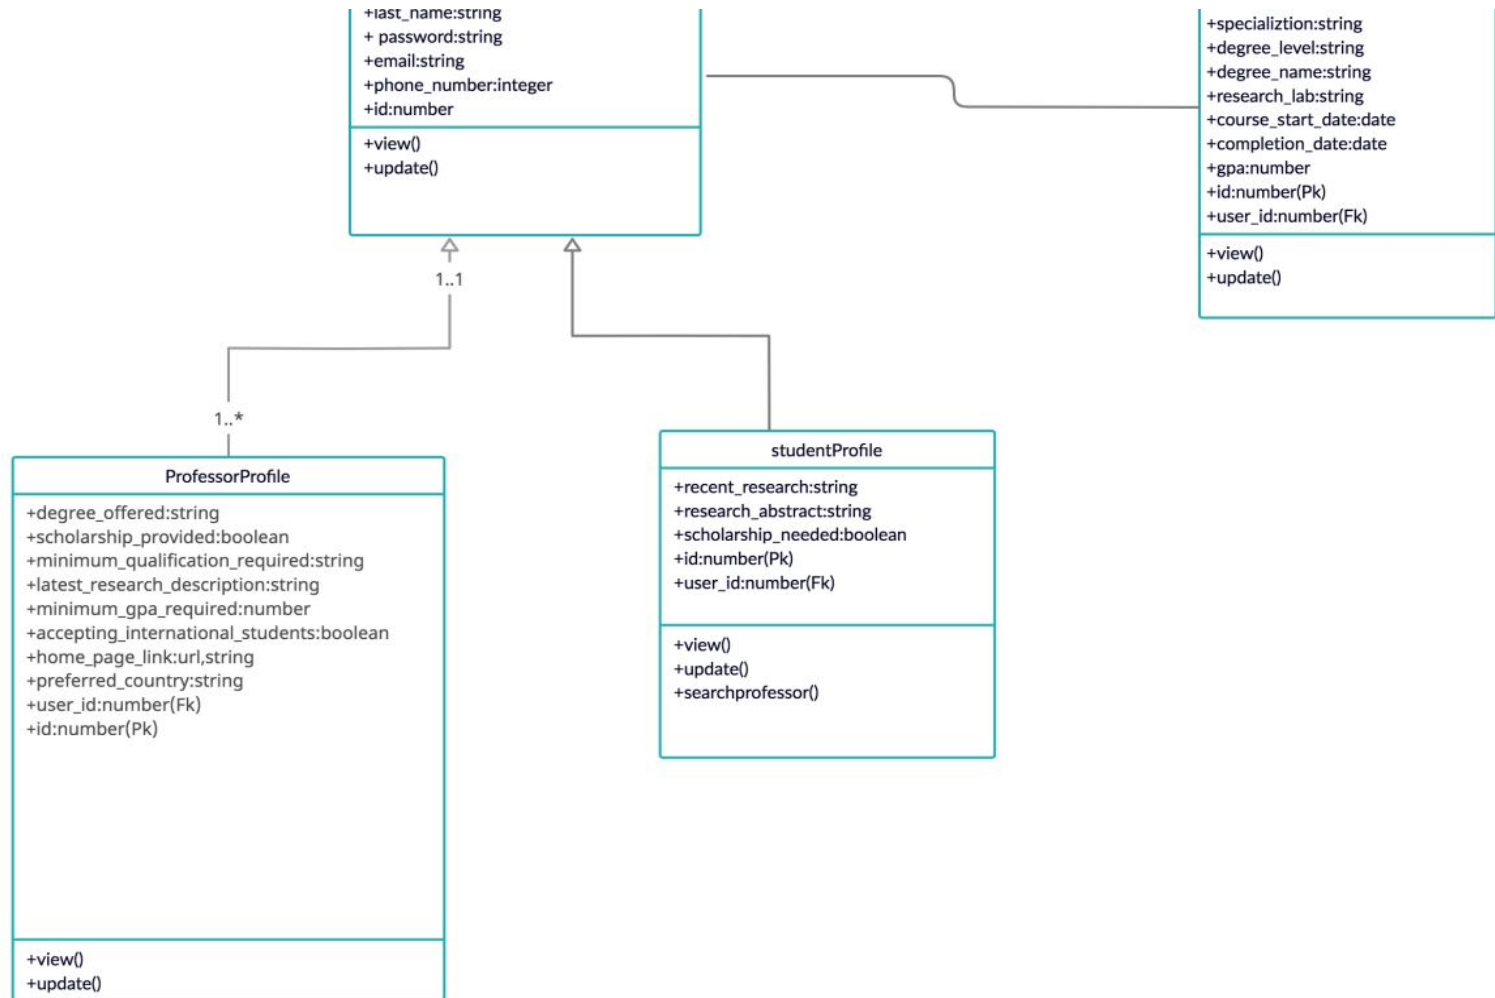 +last_name:string
+ password:string
+email:string
+phone_number:integer
+id:number
+view()
+update()
+specializtion:string
+degree_level:string
+degree_name:string
+research_lab:string
+course_start_date:date
+completion_date:date
+gpa:number
+id:number(Pk)
+user_id:number(Fk)
+view()
+update()
1..1
1..*
ProfessorProfile
+degree_offered:string
+scholarship_provided:boolean
+minimum_qualification_required:string
+latest_research_description:string
+minimum_gpa_required:number
+accepting_international_students:boolean
+home_page_link:url,string
+preferred_country:string
+user_id:number(Fk)
+id:number(Pk)
+view()
+update()
studentProfile
+recent_research:string
+research_abstract:string
+scholarship_needed:boolean
+id:number(Pk)
+user_id:number(Fk)
+view()
+update()
+searchprofessor()